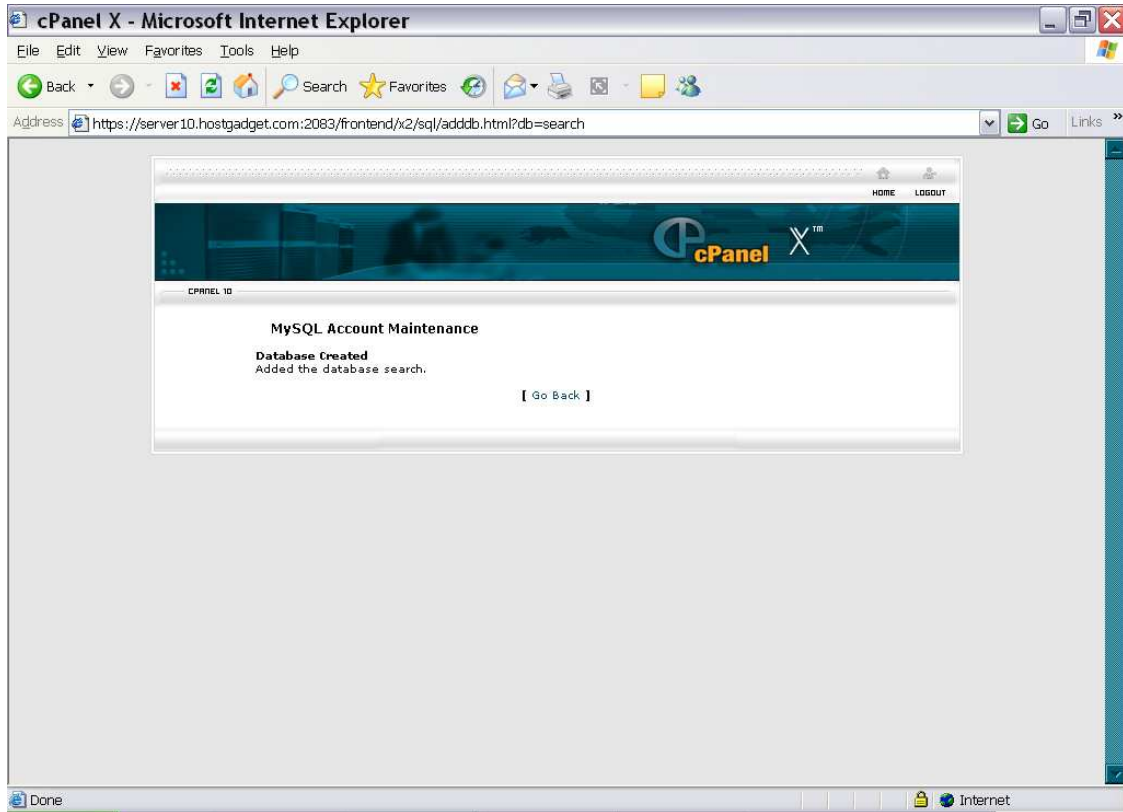 cPanel X - Microsoft Internet Explorer
File Edit View Favorites Tools Help
Back Search Favorites
Address https://server10.hostgadget.com:2083/frontend/x2/sql/adddb.html?db=search Go Links »
HOME LOGOUT
cP cPanel X™
CPANEL 10
MySQL Account Maintenance
Database Created
Added the database search.
[ Go Back ]
Done Internet